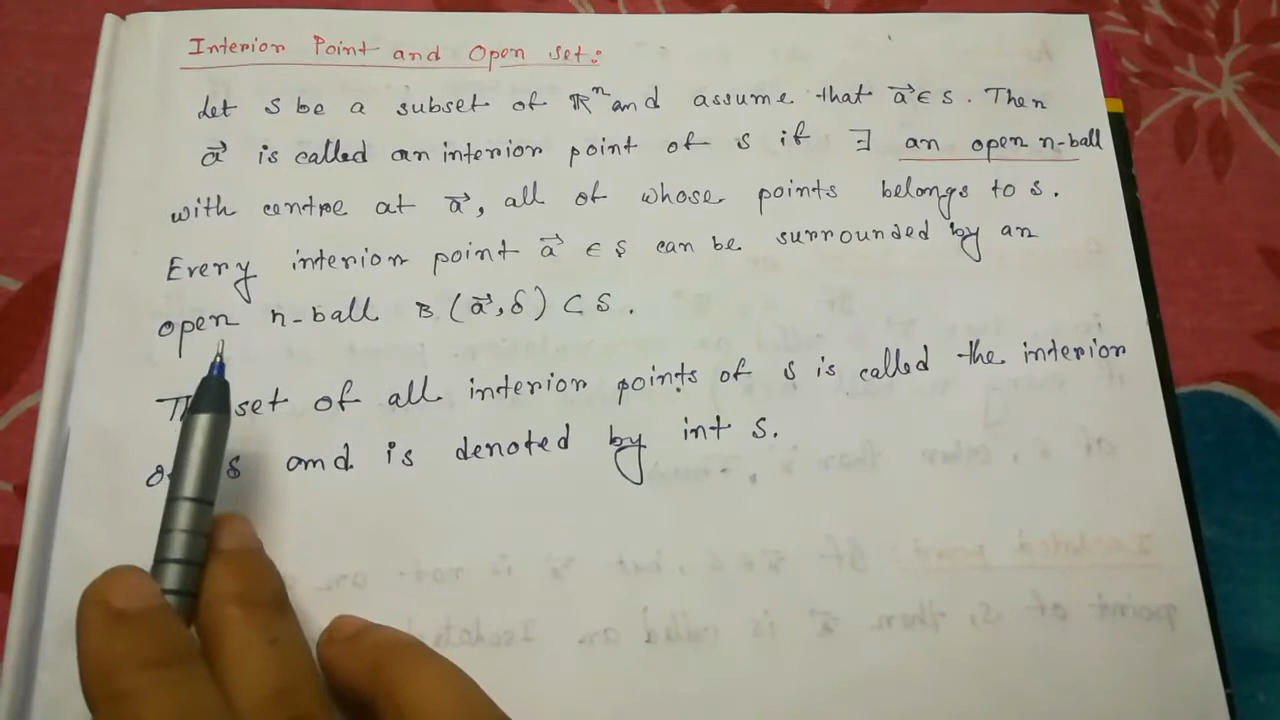 Interior Point and Open set:
Let S be a subset of ℝⁿ and assume that a⃗ ∈ S. Then
a⃗ is called an interior point of S if ∃ an open n-ball
with centre at a⃗, all of whose points belongs to S.
Every interior point a⃗ ∈ S can be surrounded by an
open n-ball B (a⃗, δ) ⊂ S.
set of all interior points of S is called the interior
S and is denoted by int S.